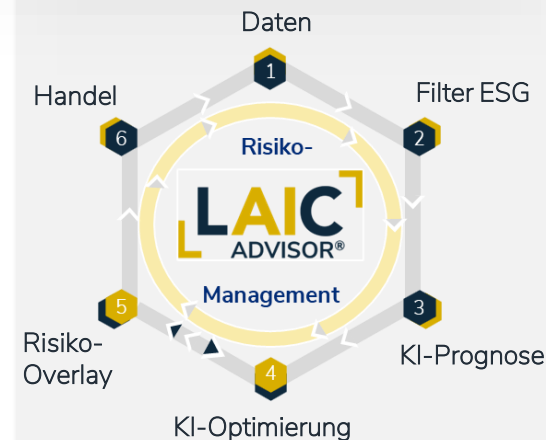 Daten
1
Handel
Filter ESG
6
2
Risiko-
LAIC
ADVISOR®
Management
5
3
Risiko-
Overlay
KI-Prognose
4
KI-Optimierung